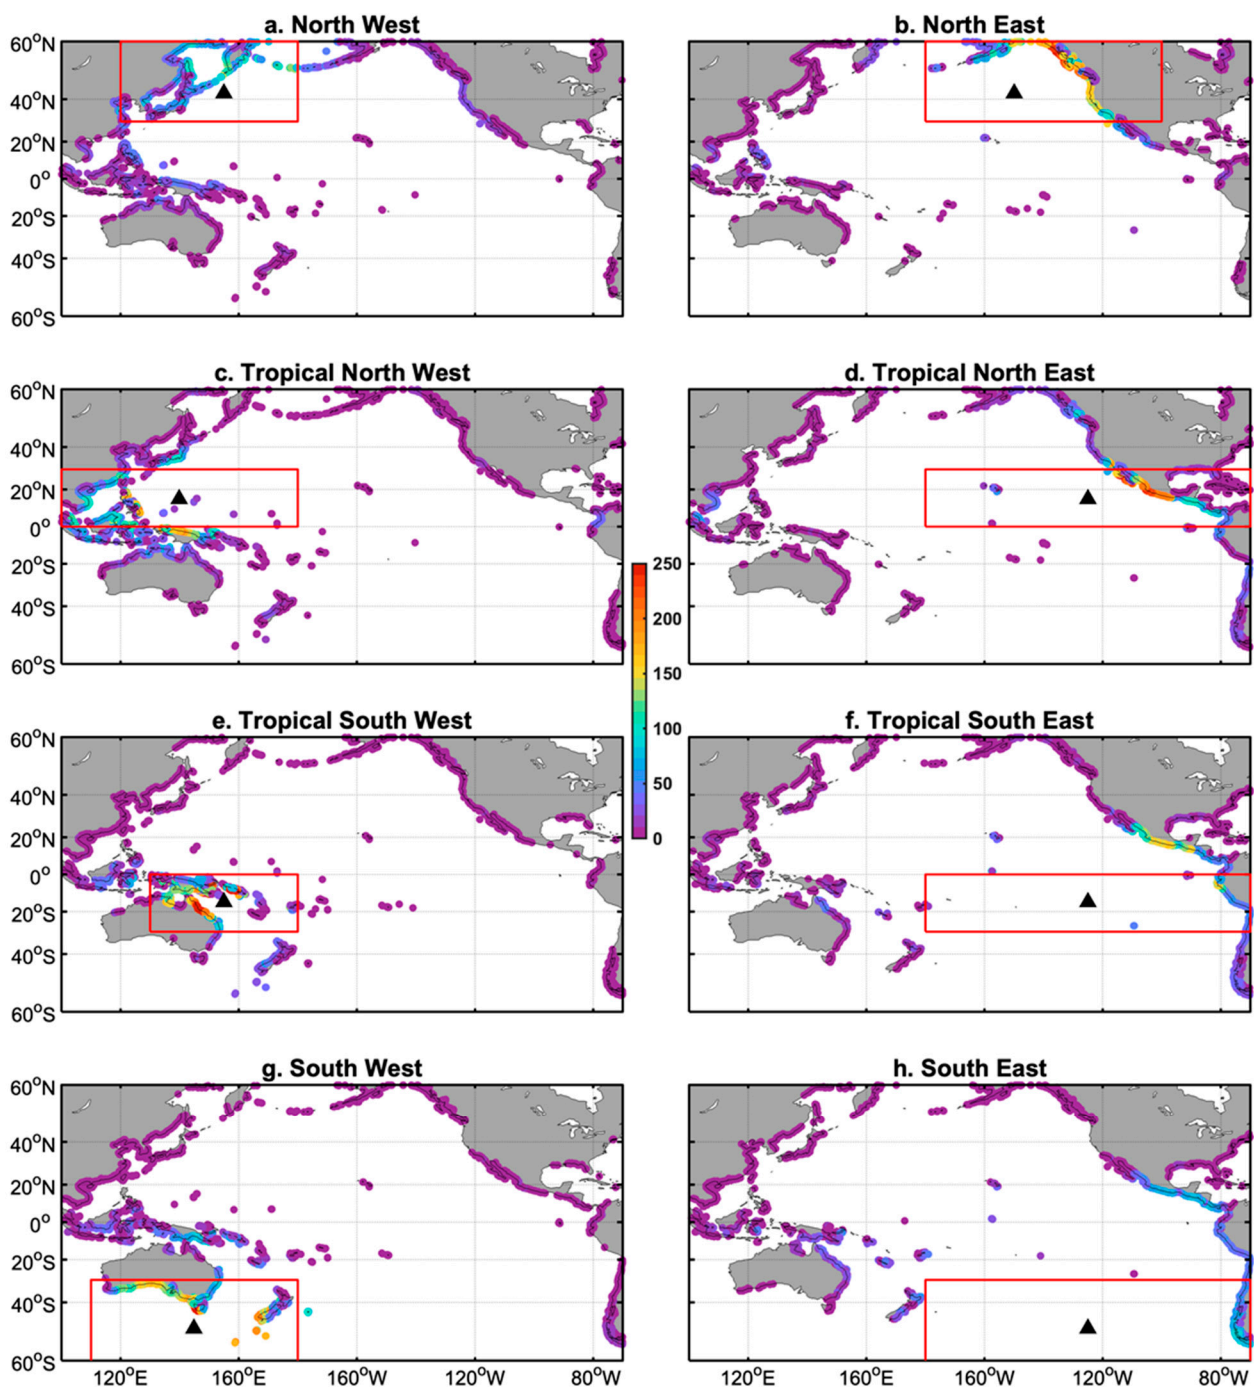 a. North West
b. North East
60°N
40°N
20°N
0°
20°S
40°S
60°S
c. Tropical North West
d. Tropical North East
60°N
40°N
20°N
0°
20°S
40°S
60°S
250
200
150
100
50
0
e. Tropical South West
f. Tropical South East
60°N
40°N
20°N
0°
20°S
40°S
60°S
g. South West
h. South East
60°N
40°N
20°N
0°
20°S
40°S
60°S
120°E 160°E 160°W 120°W 80°W 120°E 160°E 160°W 120°W 80°W